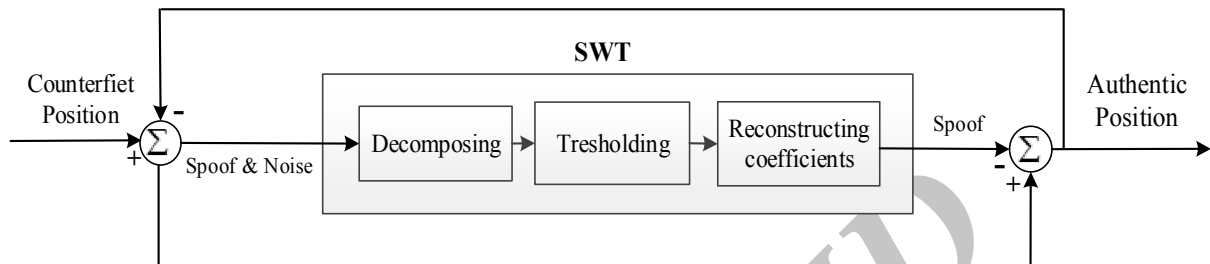 SWT
Counterfiet
Position
-
Σ
+
Spoof & Noise
Decomposing
Tresholding
Reconstructing
coefficients
Spoof
-
Σ
+
Authentic
Position